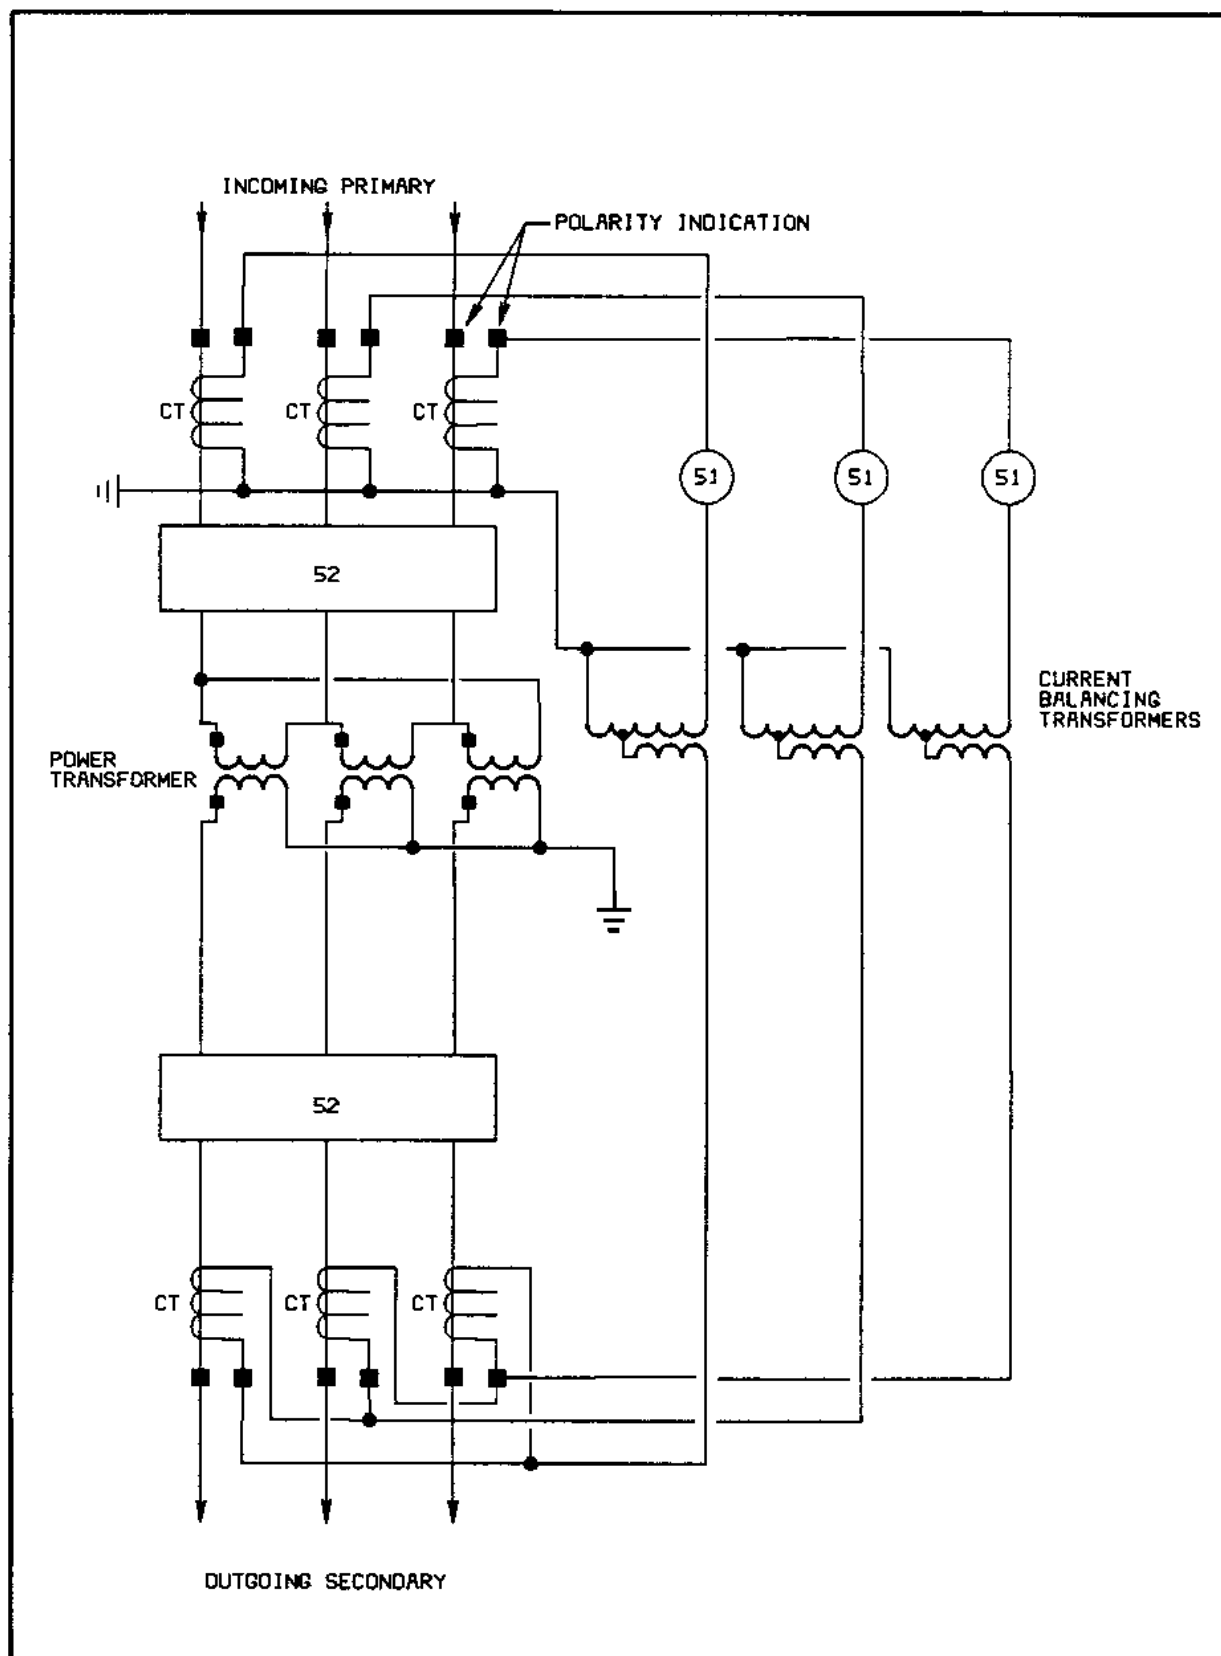 INCOMING PRIMARY
POLARITY INDICATION
CT
CT
CT
51
51
51
52
CURRENT
BALANCING
TRANSFORMERS
POWER
TRANSFORMER
52
CT
CT
CT
OUTGOING SECONDARY